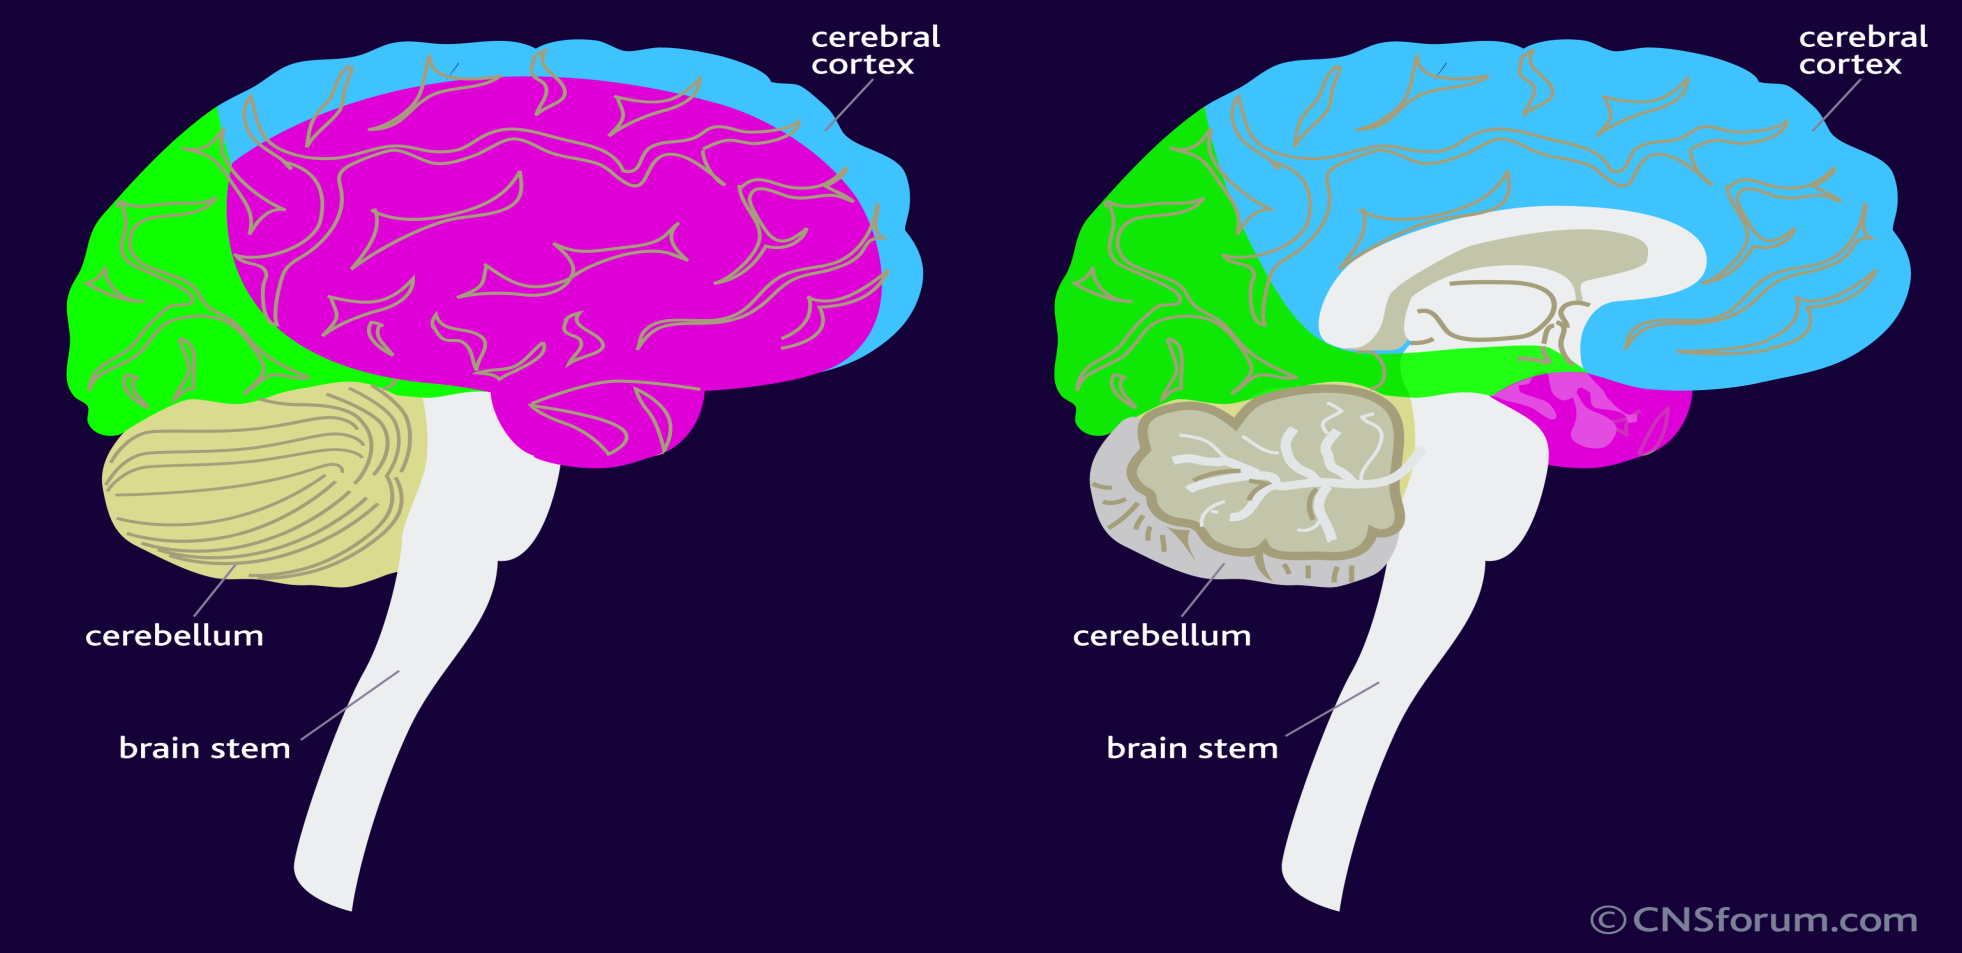 cerebral
cortex
cerebellum
brain stem
cerebral
cortex
cerebellum
brain stem
©CNSforum.com